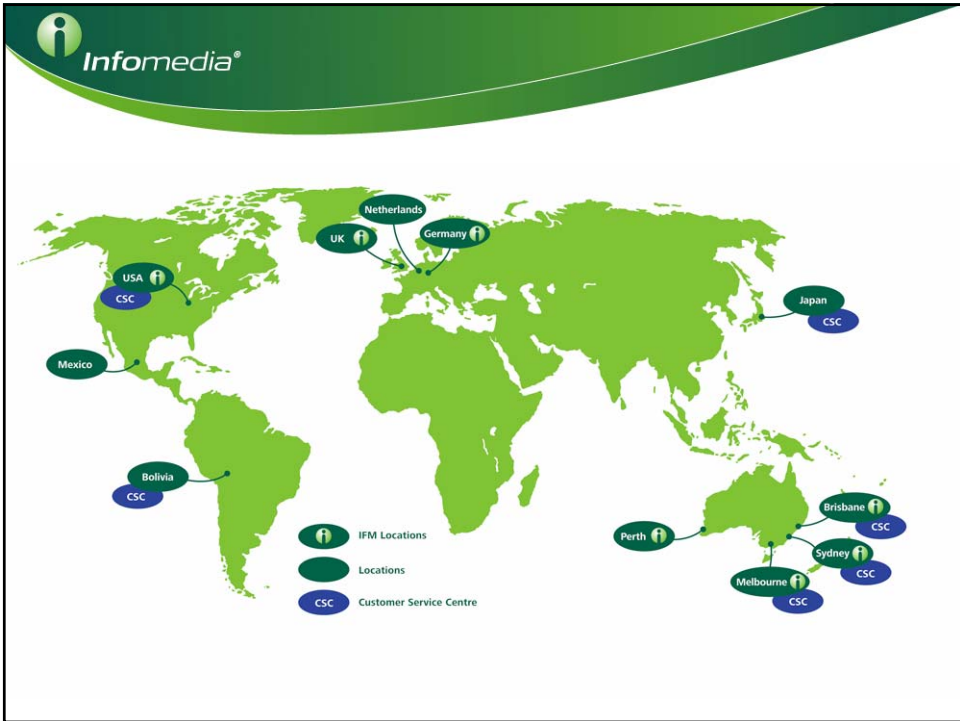 Infomedia®
Netherlands
UK
Germany
USA
CSC
Japan
CSC
Mexico
Bolivia
CSC
Brisbane
CSC
Perth
Sydney
CSC
Melbourne
CSC
IFM Locations
Locations
CSC Customer Service Centre